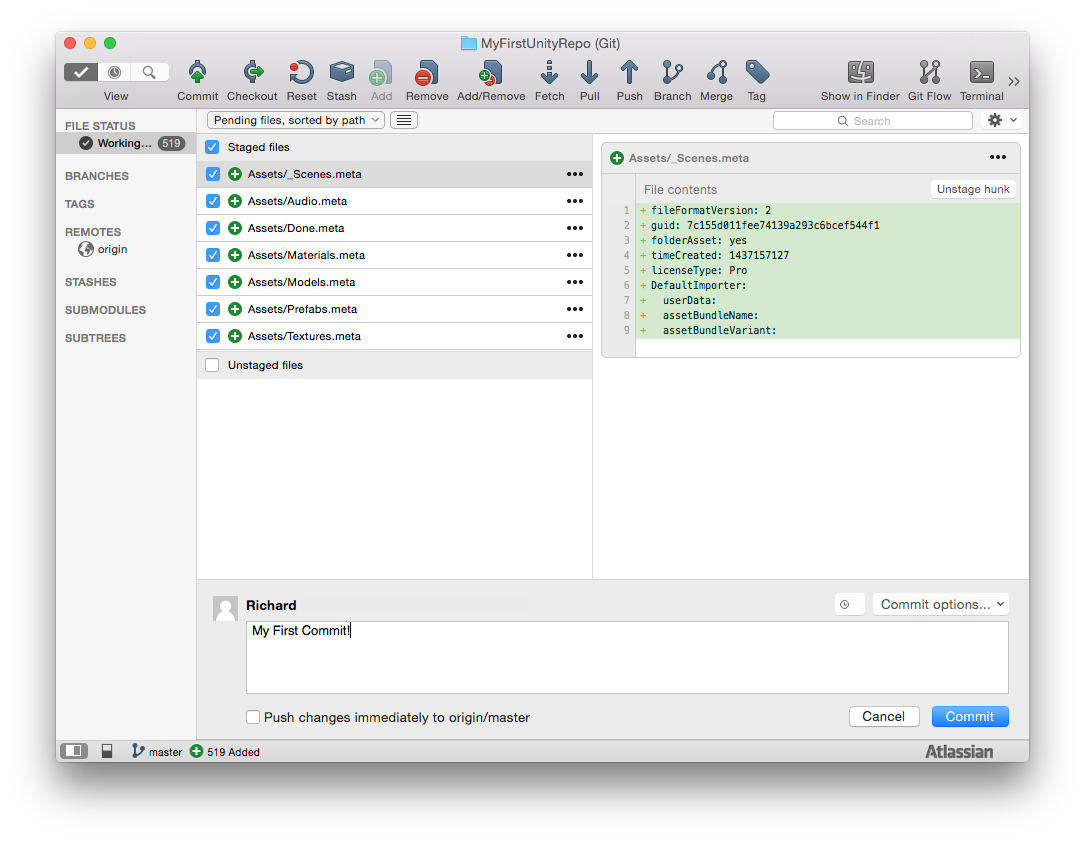 MyFirstUnityRepo (Git)
View Commit Checkout Reset Stash Add Remove Add/Remove Fetch Pull Push Branch Merge Tag Show in Finder Git Flow Terminal
FILE STATUS
Working... 519
BRANCHES
TAGS
REMOTES
origin
STASHES
SUBMODULES
SUBTREES
Pending files, sorted by path
Search
Staged files
Assets/_Scenes.meta
Assets/Audio.meta
Assets/Done.meta
Assets/Materials.meta
Assets/Models.meta
Assets/Prefabs.meta
Assets/Textures.meta
Unstaged files
Assets/_Scenes.meta
File contents Unstage hunk
1 + fileFormatVersion: 2
2 + guid: 7c155d011fee74139a293c6bcef544f1
3 + folderAsset: yes
4 + timeCreated: 1437157127
5 + licenseType: Pro
6 + DefaultImporter:
7 + userData:
8 + assetBundleName:
9 + assetBundleVariant:
Richard
Commit options...
My First Commit!
Push changes immediately to origin/master
Cancel Commit
master 519 Added
Atlassian